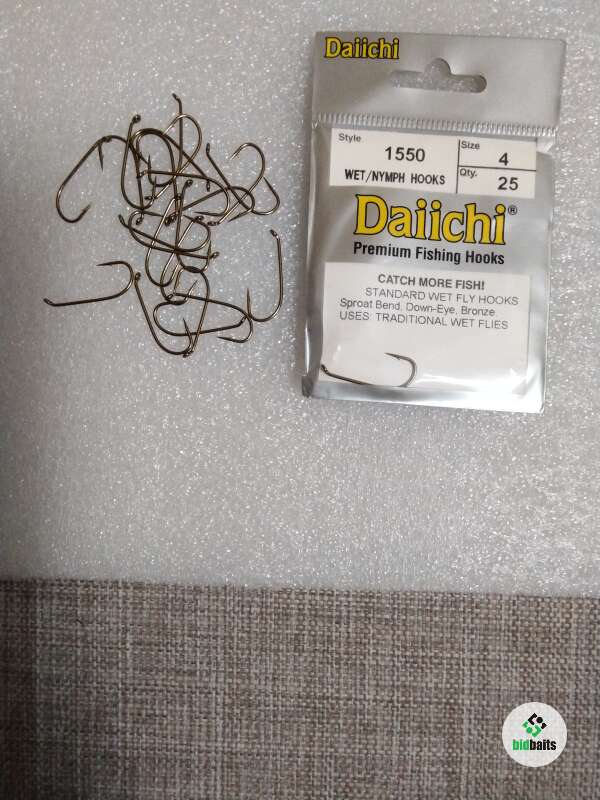 Daiichi
Style
1550
Size
4
WET/NYMPH HOOKS
Qty.
25
Daiichi®
Premium Fishing Hooks
CATCH MORE FISH!
STANDARD WET FLY HOOKS
Sproat Bend, Down-Eye, Bronze
USES: TRADITIONAL WET FLIES
bidbaits